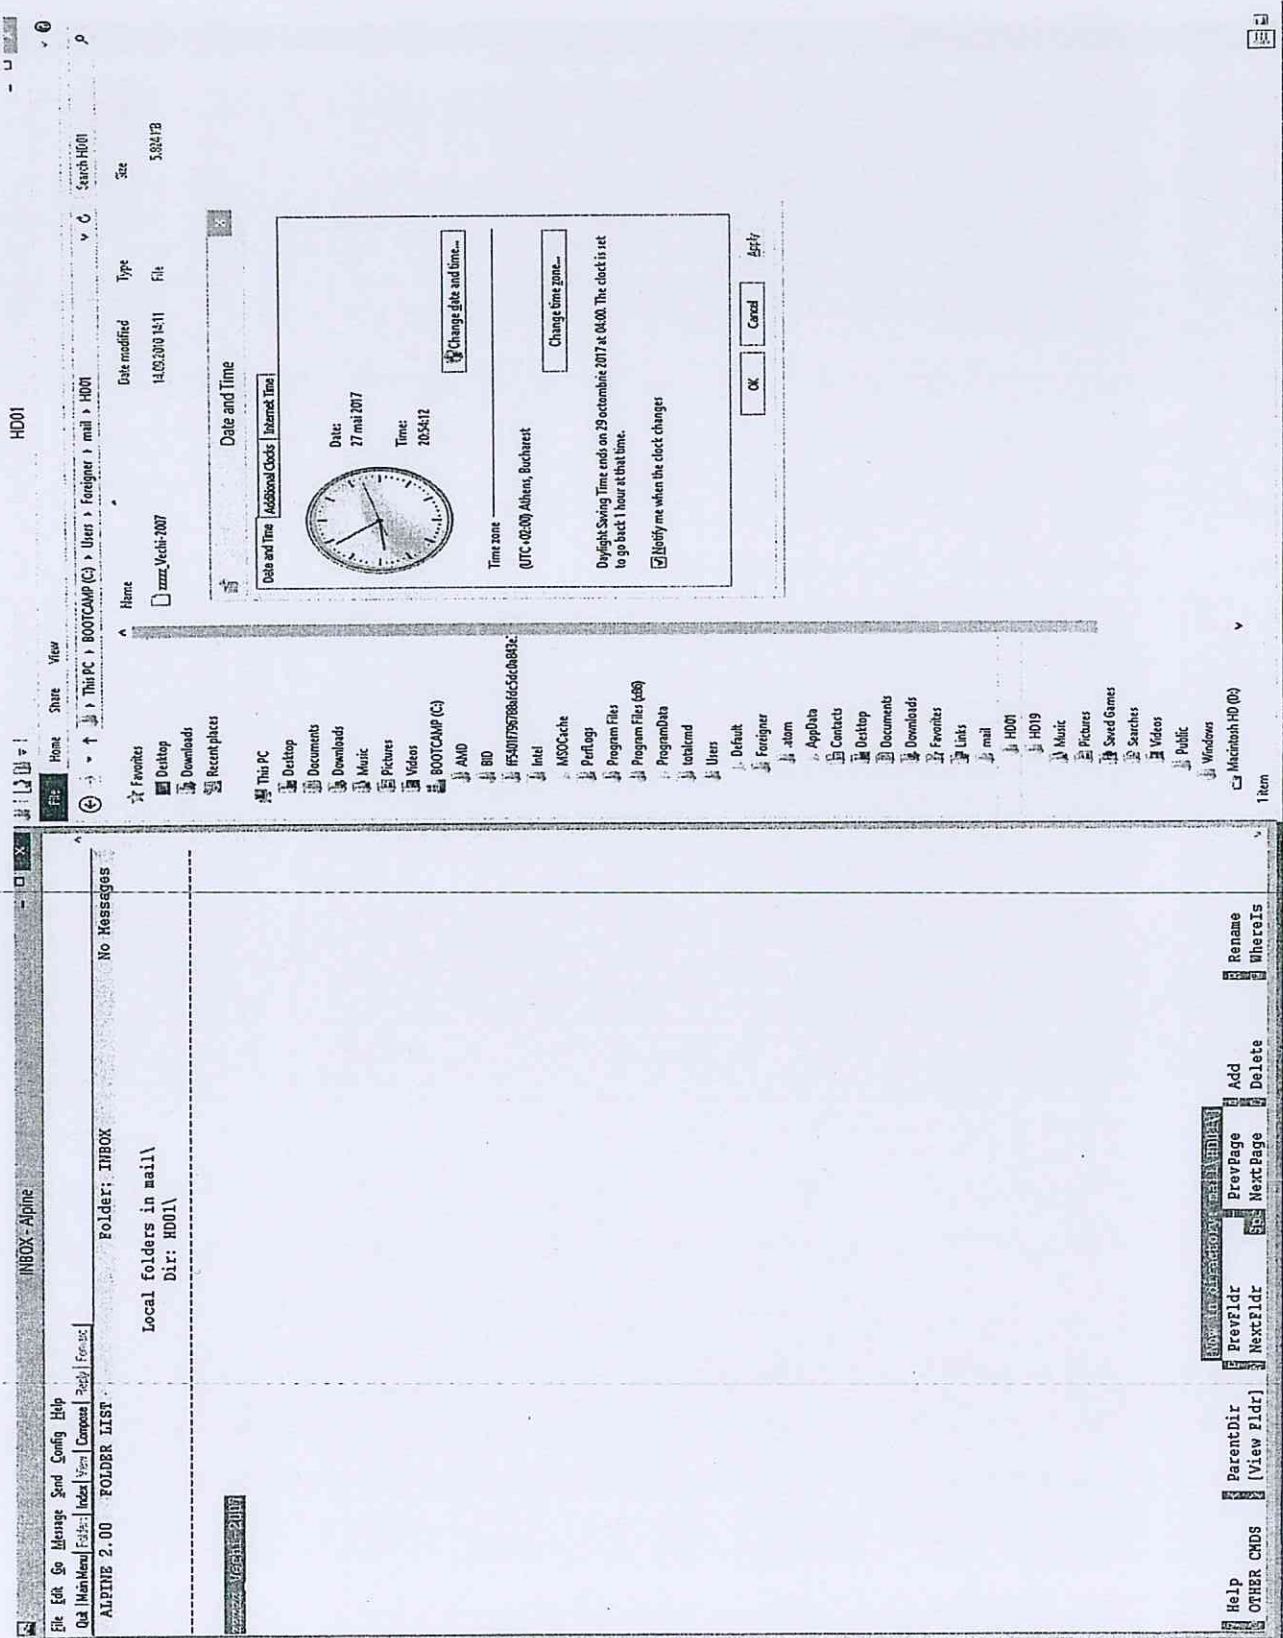 INBOX - Alpine
File Edit Go Message Send Config Help
Quit MainMenu Folders Index View Compose Reply Forward
ALPINE 2.00 FOLDER LIST Folder: INBOX No Messages
Local folders in mail\
Dir: HD01\
zzzzz_Vechi-2007
[Now in directory: mail\HD01\]
? Help
O OTHER CMDS
ParentDir
[View Fldr]
P PrevFldr
N NextFldr
- PrevPage
Spc NextPage
A Add
D Delete
R Rename
W WhereIs
HD01
File Home Share View
This PC BOOTCAMP (C:) Users Foreigner mail HD01
Search HD01
Name Date modified Type Size
zzzzz_Vechi-2007 14.09.2010 14:11 File 5.824 KB
Favorites
Desktop
Downloads
Recent places
This PC
Desktop
Documents
Downloads
Music
Pictures
Videos
BOOTCAMP (C:)
AMD
BD
Intel
MSOCache
PerfLogs
Program Files
Program Files (x86)
ProgramData
totalcmd
Users
Default
Foreigner
.atom
AppData
Contacts
Desktop
Documents
Downloads
Favorites
Links
mail
HD01
HD19
Music
Pictures
Saved Games
Searches
Videos
Public
Windows
Macintosh HD (D:)
1 item
Date and Time
Date and Time Additional Clocks Internet Time
Date:
27 mai 2017
Time:
20:54:12
Change date and time...
Time zone
(UTC+02:00) Athens, Bucharest
Change time zone...
Daylight Saving Time ends on 29 octombrie 2017 at 04:00. The clock is set
to go back 1 hour at that time.
Notify me when the clock changes
OK Cancel Apply